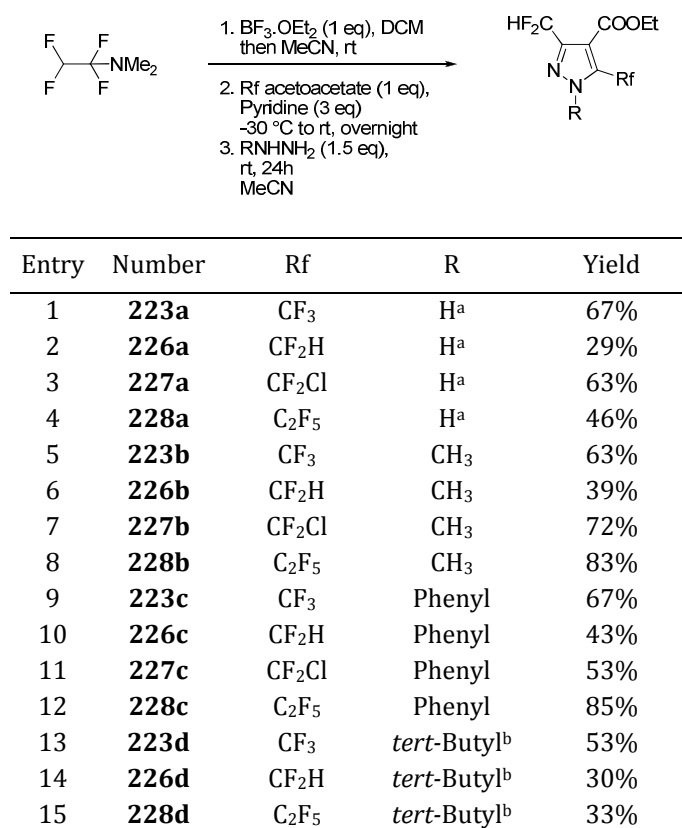 1. BF₃.OEt₂ (1 eq), DCM
then MeCN, rt
2. Rf acetoacetate (1 eq),
Pyridine (3 eq)
-30 °C to rt, overnight
3. RNHNH₂ (1.5 eq),
rt, 24h
MeCN
F F
NMe₂
F F
HF₂C COOEt
N Rf
N
R
Entry Number Rf R Yield
1 223a CF₃ Hᵃ 67%
2 226a CF₂H Hᵃ 29%
3 227a CF₂Cl Hᵃ 63%
4 228a C₂F₅ Hᵃ 46%
5 223b CF₃ CH₃ 63%
6 226b CF₂H CH₃ 39%
7 227b CF₂Cl CH₃ 72%
8 228b C₂F₅ CH₃ 83%
9 223c CF₃ Phenyl 67%
10 226c CF₂H Phenyl 43%
11 227c CF₂Cl Phenyl 53%
12 228c C₂F₅ Phenyl 85%
13 223d CF₃ tert-Butylᵇ 53%
14 226d CF₂H tert-Butylᵇ 30%
15 228d C₂F₅ tert-Butylᵇ 33%